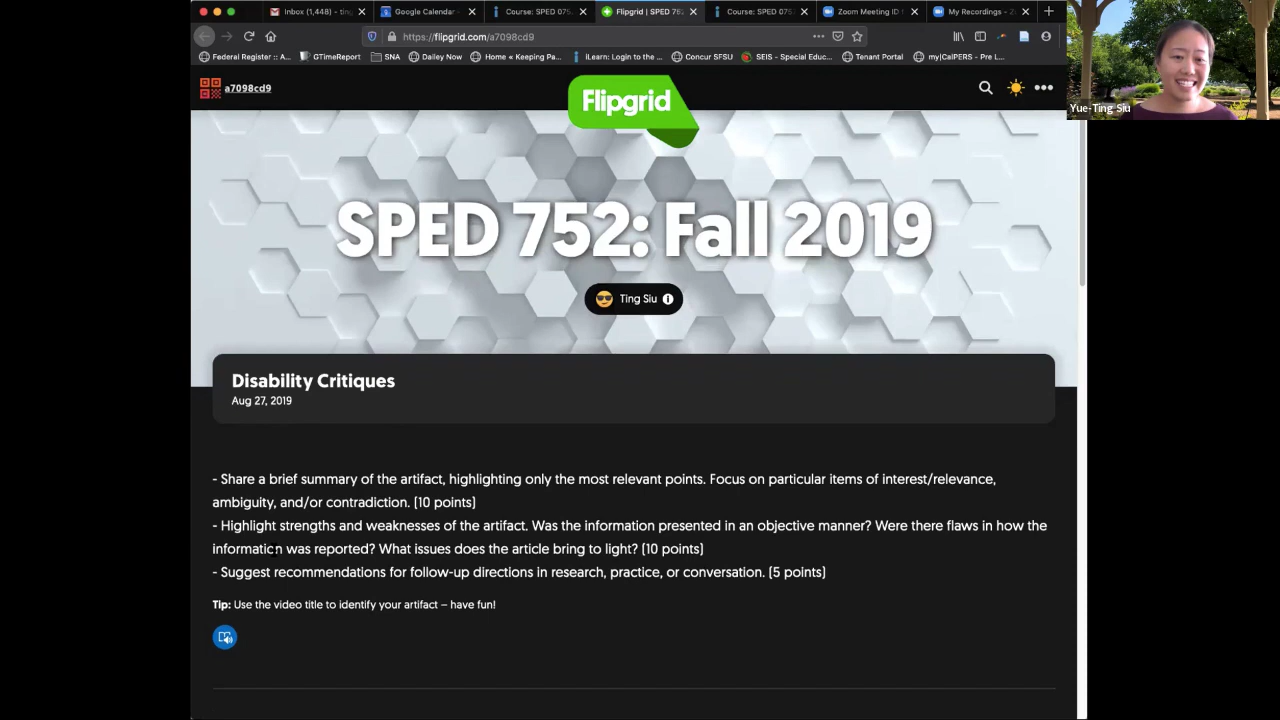 Inbox (1,448) - ting
Google Calendar -
Course: SPED 075
Flipgrid | SPED 752
Course: SPED 0752
Zoom Meeting ID f
My Recordings - Zo
https://flipgrid.com/a7098cd9
Federal Register :: A...
GTimeReport
SNA
Dailey Now
Home « Keeping Pa...
iLearn: Login to the ...
Concur SFSU
SEIS - Special Educ...
Tenant Portal
my|CalPERS - Pre L...
a7098cd9
Flipgrid
Yue-Ting Siu
SPED 752: Fall 2019
Ting Siu
Disability Critiques
Aug 27, 2019
- Share a brief summary of the artifact, highlighting only the most relevant points. Focus on particular items of interest/relevance,
ambiguity, and/or contradiction. (10 points)
- Highlight strengths and weaknesses of the artifact. Was the information presented in an objective manner? Were there flaws in how the
information was reported? What issues does the article bring to light? (10 points)
- Suggest recommendations for follow-up directions in research, practice, or conversation. (5 points)
Tip: Use the video title to identify your artifact – have fun!